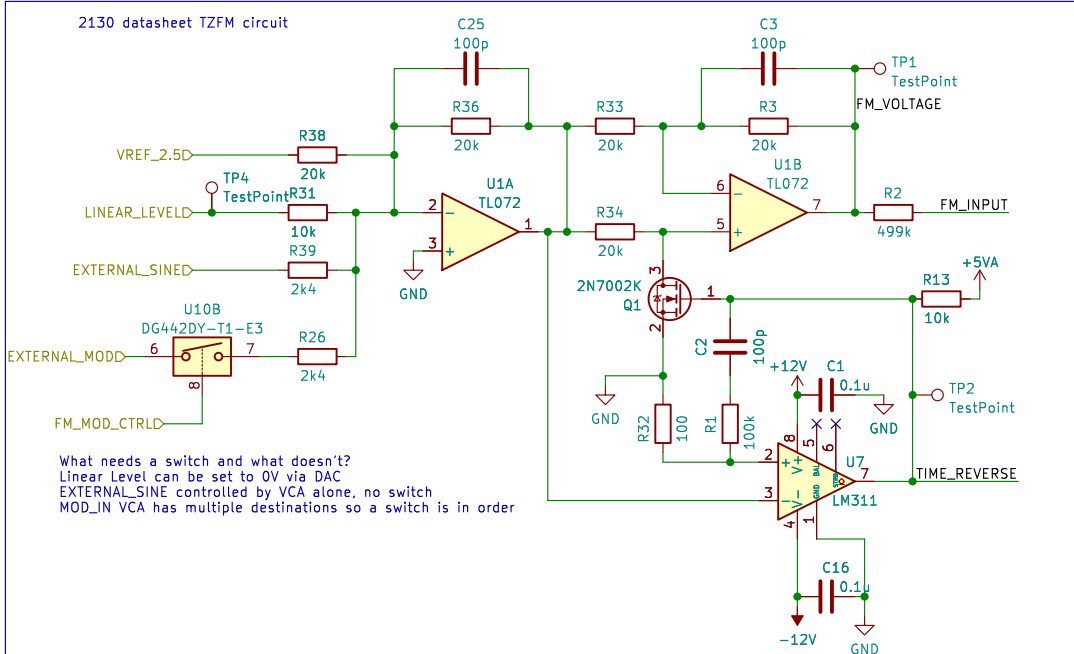 2130 datasheet TZFM circuit
C25
100p
C3
100p
TP1
TestPoint
FM_VOLTAGE
R36
20k
R33
20k
R3
20k
VREF_2.5
R38
20k
TP4
TestPoint
LINEAR_LEVEL
R31
10k
U1A
TL072
2
3
1
−
+
GND
R34
20k
U1B
TL072
6
5
7
−
+
R2
499k
FM_INPUT
EXTERNAL_SINE
R39
2k4
2N7002K
Q1
3
1
2
R13
10k
+5VA
U10B
DG442DY-T1-E3
EXTERNAL_MOD
6
7
8
R26
2k4
FM_MOD_CTRL
C2
100p
GND
R32
100
R1
100k
+12V
C1
0.1u
GND
TP2
TestPoint
What needs a switch and what doesn't?
Linear Level can be set to 0V via DAC
EXTERNAL_SINE controlled by VCA alone, no switch
MOD_IN VCA has multiple destinations so a switch is in order
8
5
6
2
3
+
−
V+
V−
BAL
STRB
GND
U7
LM311
7
TIME_REVERSE
4
1
C16
0.1u
-12V
GND